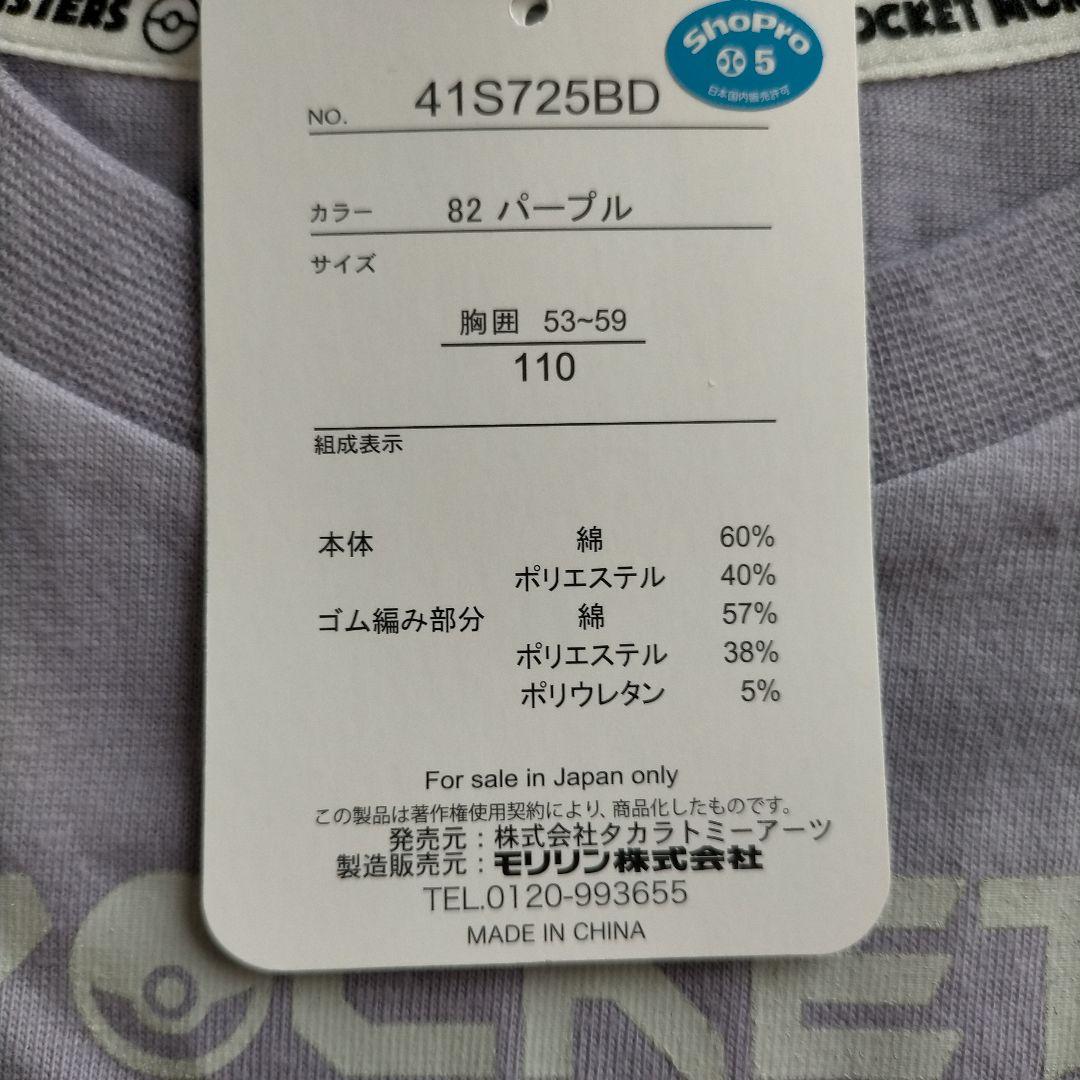 STERS
OCKET MON
ShoPro
5
日本国内販売許可
NO. 41S725BD
カラー 82 パープル
サイズ
胸囲 53~59
110
組成表示
本体 綿 60%
ポリエステル 40%
ゴム編み部分 綿 57%
ポリエステル 38%
ポリウレタン 5%
For sale in Japan only
この製品は著作権使用契約により、商品化したものです。
発売元：株式会社タカラトミーアーツ
製造販売元：モリリン株式会社
TEL.0120-993655
MADE IN CHINA
OCKET